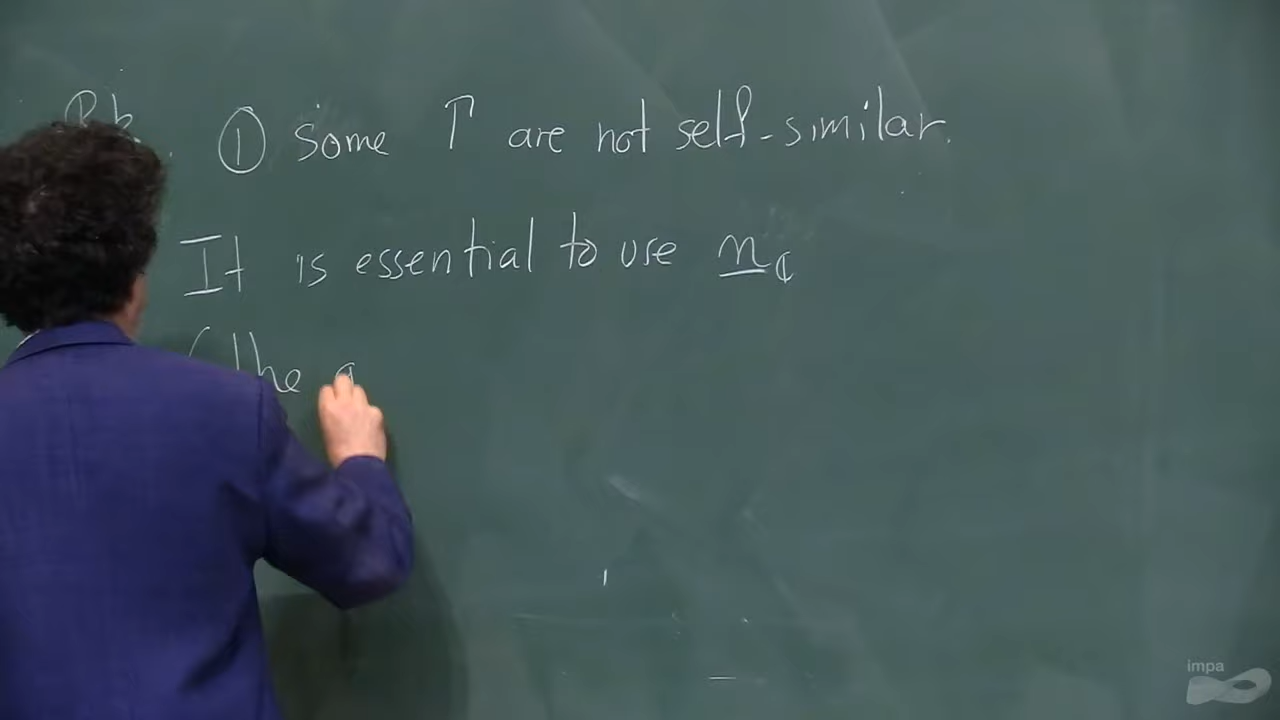 Rk. ① some Γ are not self-similar.
It is essential to use n_ℂ
(the
impa